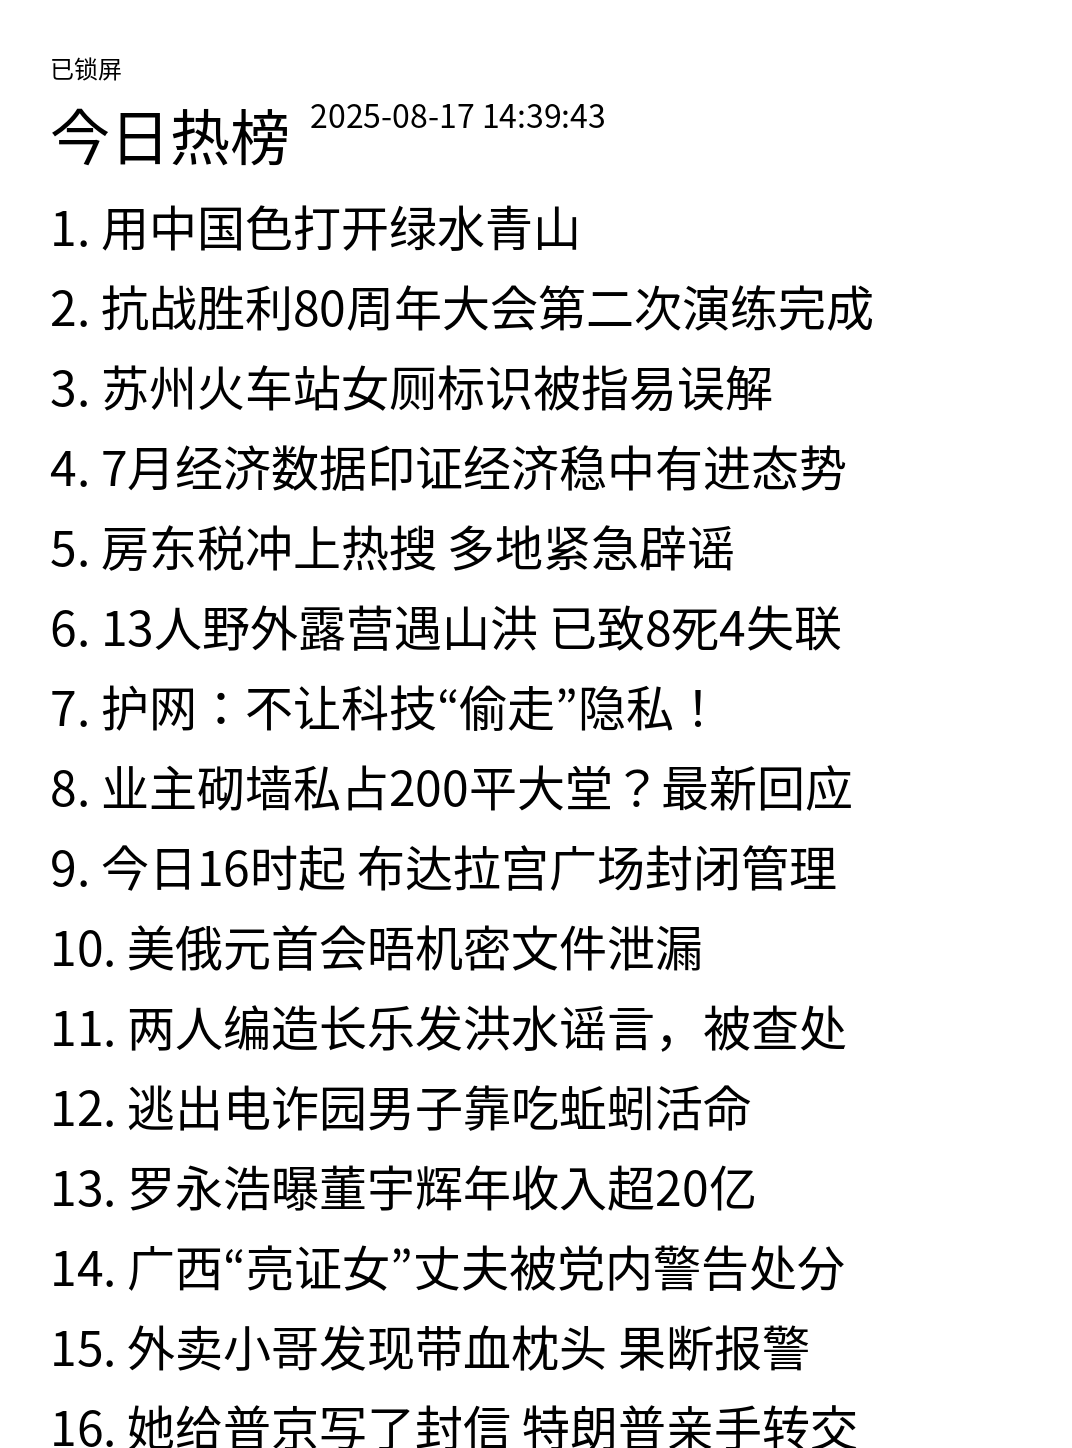 已锁屏
今日热榜 2025-08-17 14:39:43
1. 用中国色打开绿水青山
2. 抗战胜利80周年大会第二次演练完成
3. 苏州火车站女厕标识被指易误解
4. 7月经济数据印证经济稳中有进态势
5. 房东税冲上热搜 多地紧急辟谣
6. 13人野外露营遇山洪 已致8死4失联
7. 护网：不让科技“偷走”隐私！
8. 业主砌墙私占200平大堂？最新回应
9. 今日16时起 布达拉宫广场封闭管理
10. 美俄元首会晤机密文件泄漏
11. 两人编造长乐发洪水谣言，被查处
12. 逃出电诈园男子靠吃蚯蚓活命
13. 罗永浩曝董宇辉年收入超20亿
14. 广西“亮证女”丈夫被党内警告处分
15. 外卖小哥发现带血枕头 果断报警
16. 她给普京写了封信 特朗普亲手转交